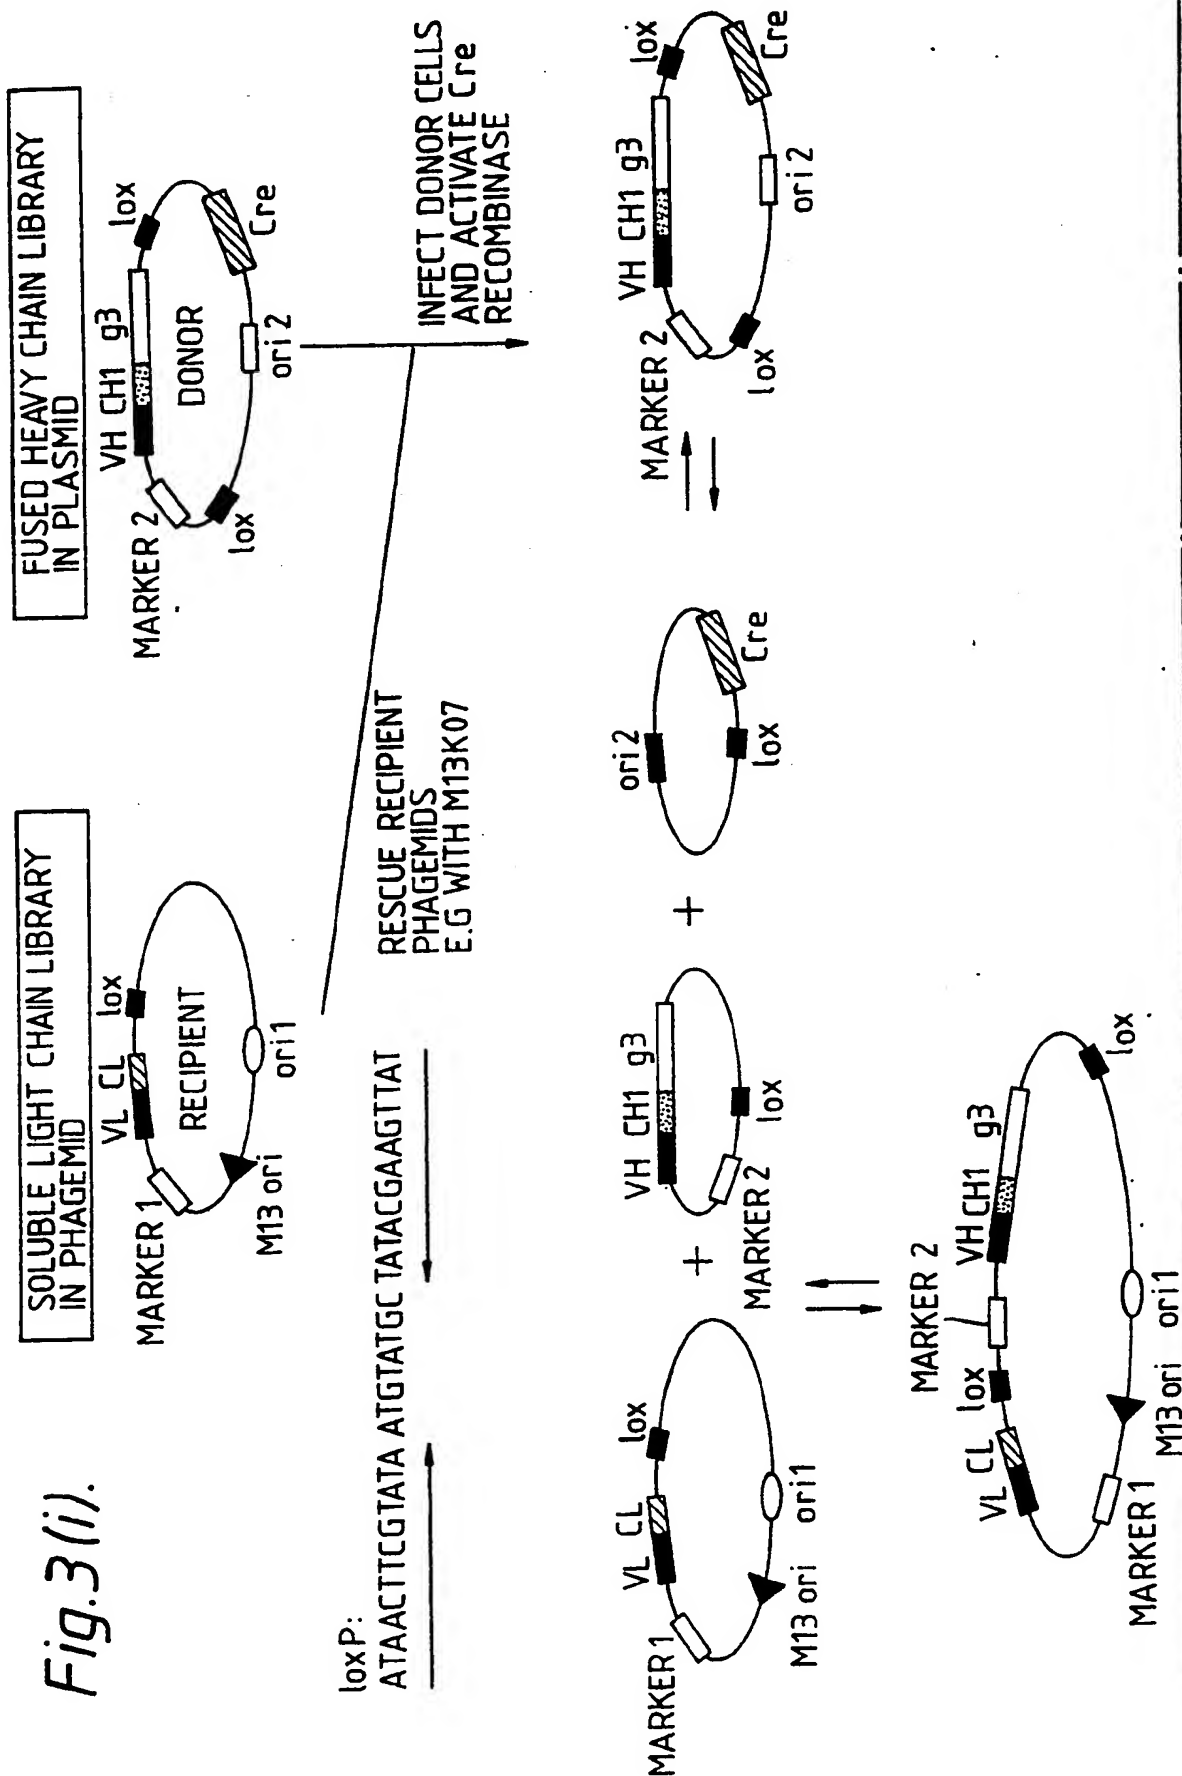 Fig.3(i).
SOLUBLE LIGHT CHAIN LIBRARY
IN PHAGEMID
MARKER 1
VL CL
lox
RECIPIENT
M13 ori
ori1
FUSED HEAVY CHAIN LIBRARY
IN PLASMID
MARKER 2
VH CH1 g3
lox
DONOR
lox
ori 2
Cre
loxP:
ATAACTTCGTATA ATGTATGC TATACGAAGTTAT
RESCUE RECIPIENT
PHAGEMIDS
E.G WITH M13K07
INFECT DONOR CELLS
AND ACTIVATE Cre
RECOMBINASE
MARKER1
VL CL
lox
M13 ori
ori1
+
VH CH1 g3
MARKER 2
lox
+
ori 2
lox
Cre
MARKER 2
VH CH1 g3
lox
lox
ori 2
Cre
MARKER 2
VL CL
lox
VH CH1
g3
MARKER 1
M13 ori
ori1
lox